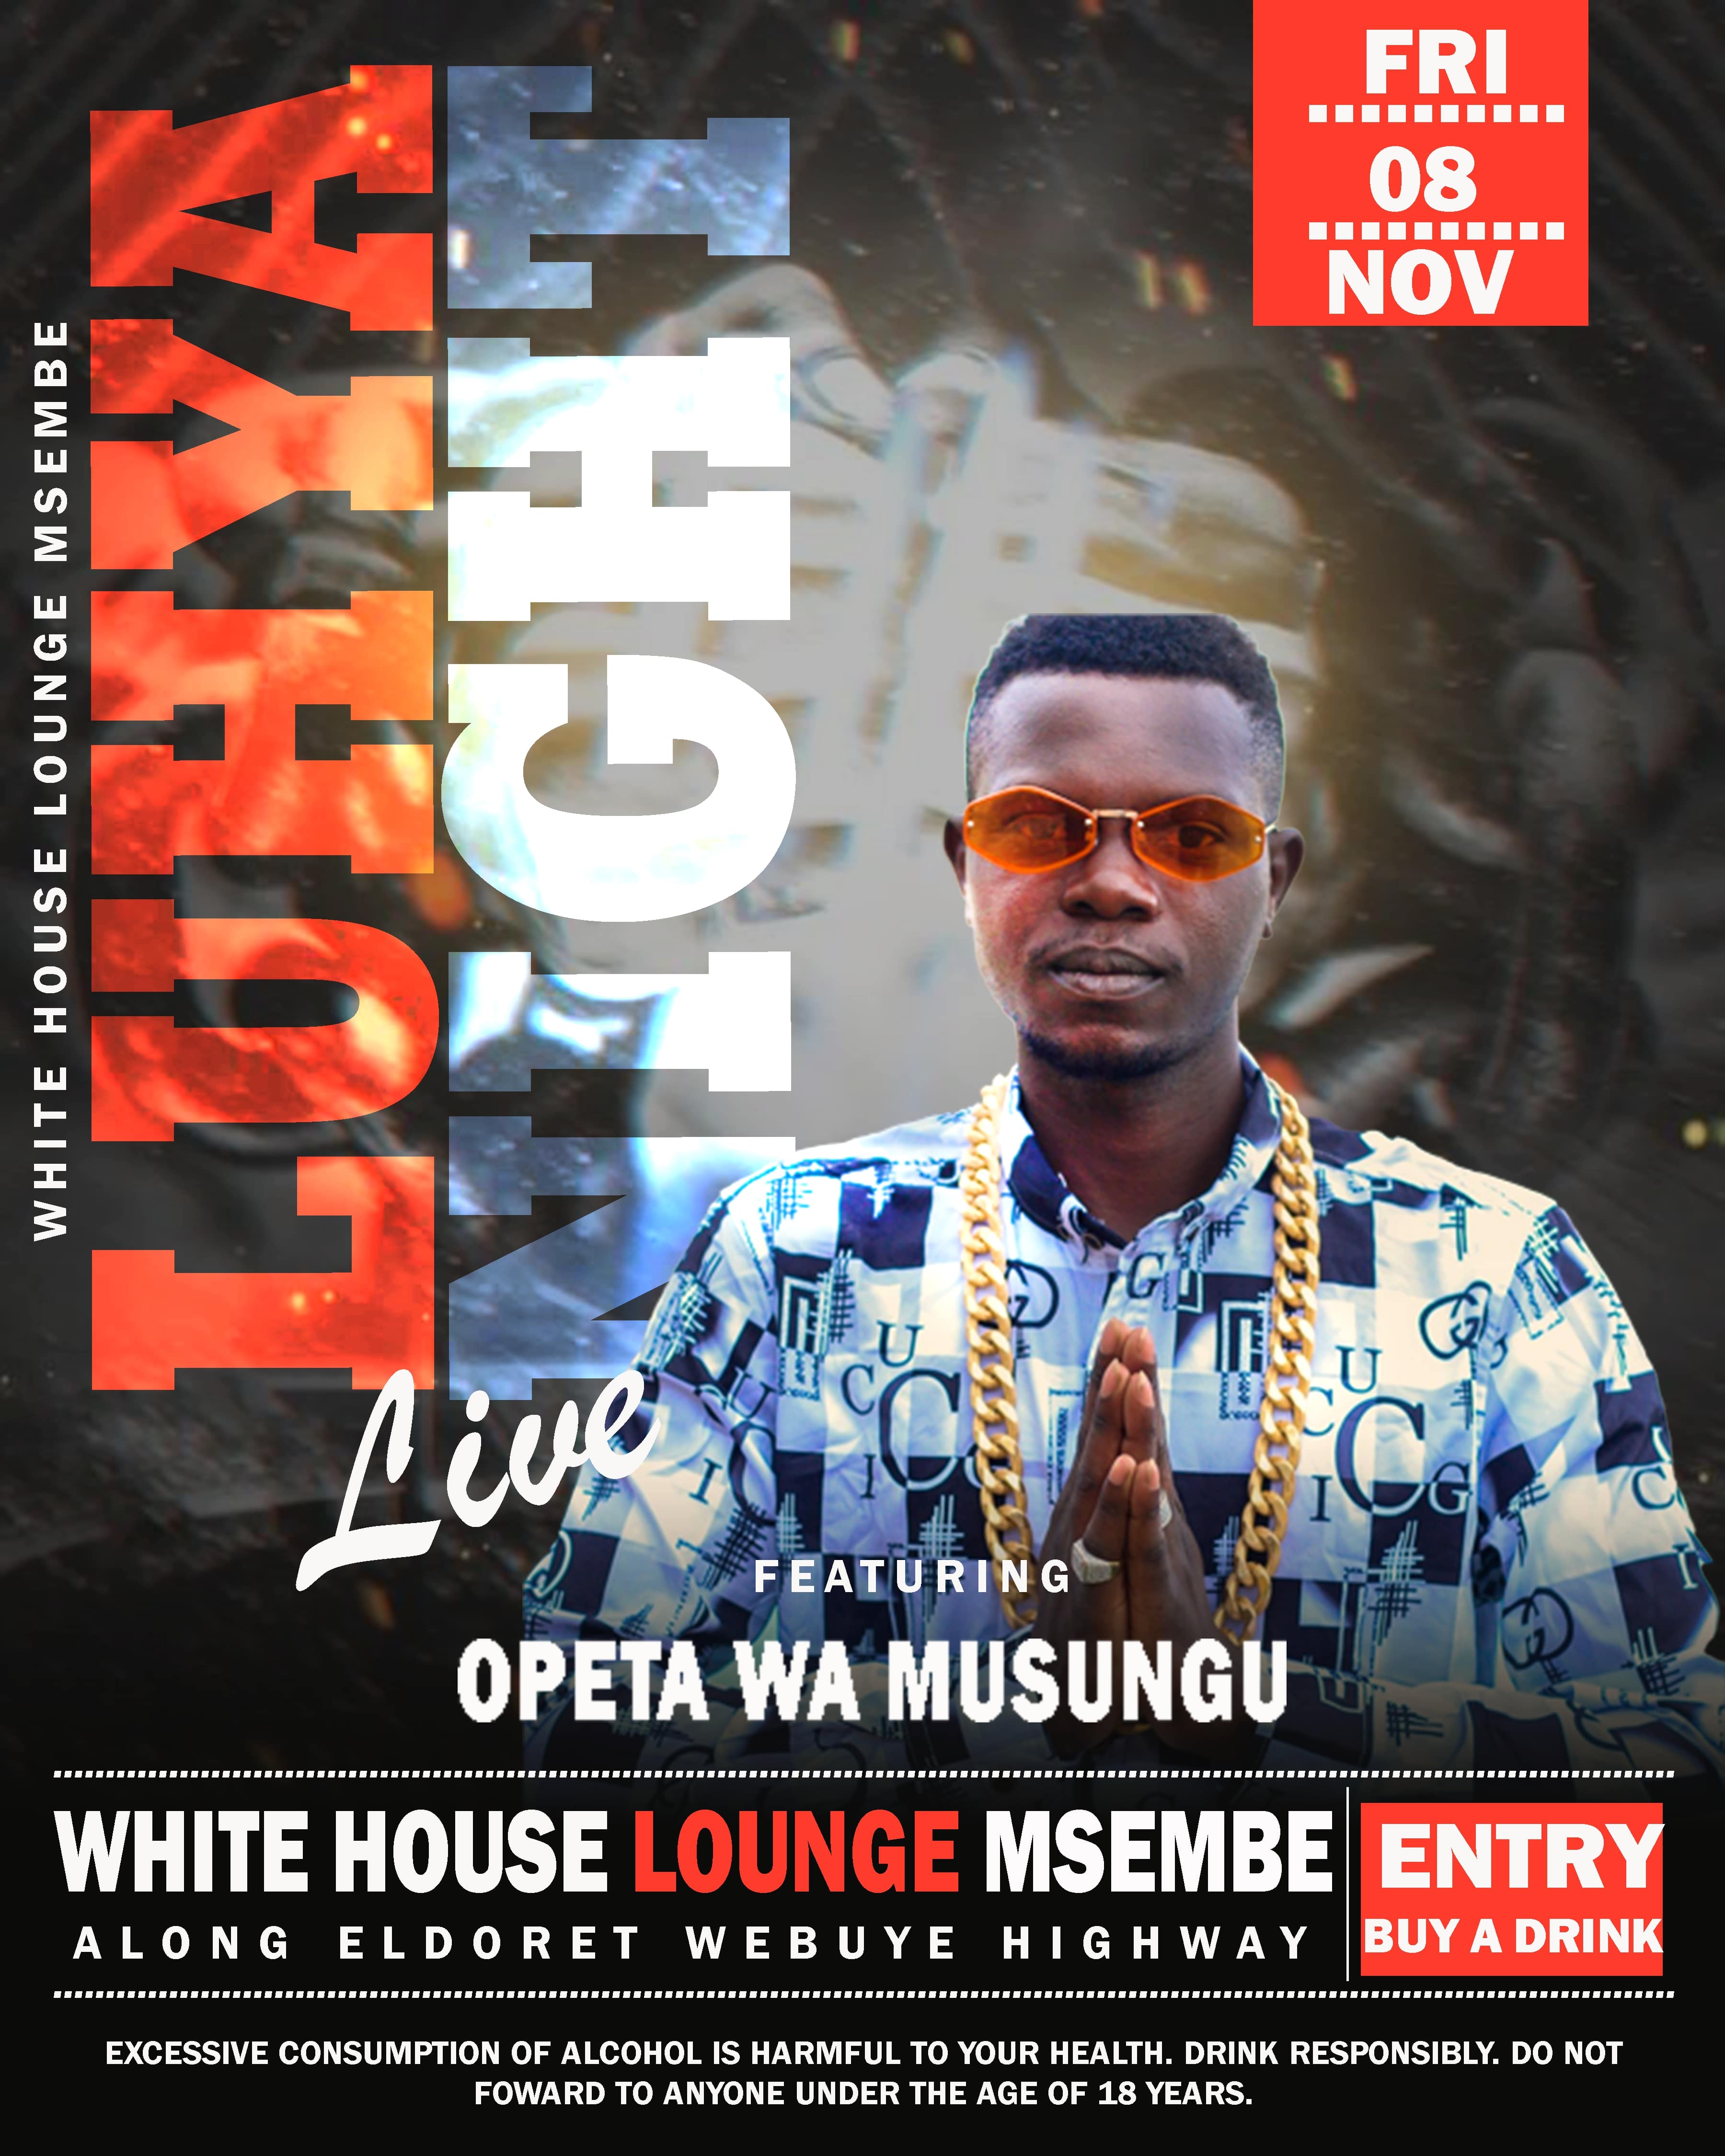 FRI
08
NOV
WHITE HOUSE LOUNGE MSEMBE
LUHYA
NIGHT
Live
FEATURING
OPETA WA MUSUNGU
WHITE HOUSE LOUNGE MSEMBE
ALONG ELDORET WEBUYE HIGHWAY
ENTRY
BUY A DRINK
EXCESSIVE CONSUMPTION OF ALCOHOL IS HARMFUL TO YOUR HEALTH. DRINK RESPONSIBLY. DO NOT
FOWARD TO ANYONE UNDER THE AGE OF 18 YEARS.